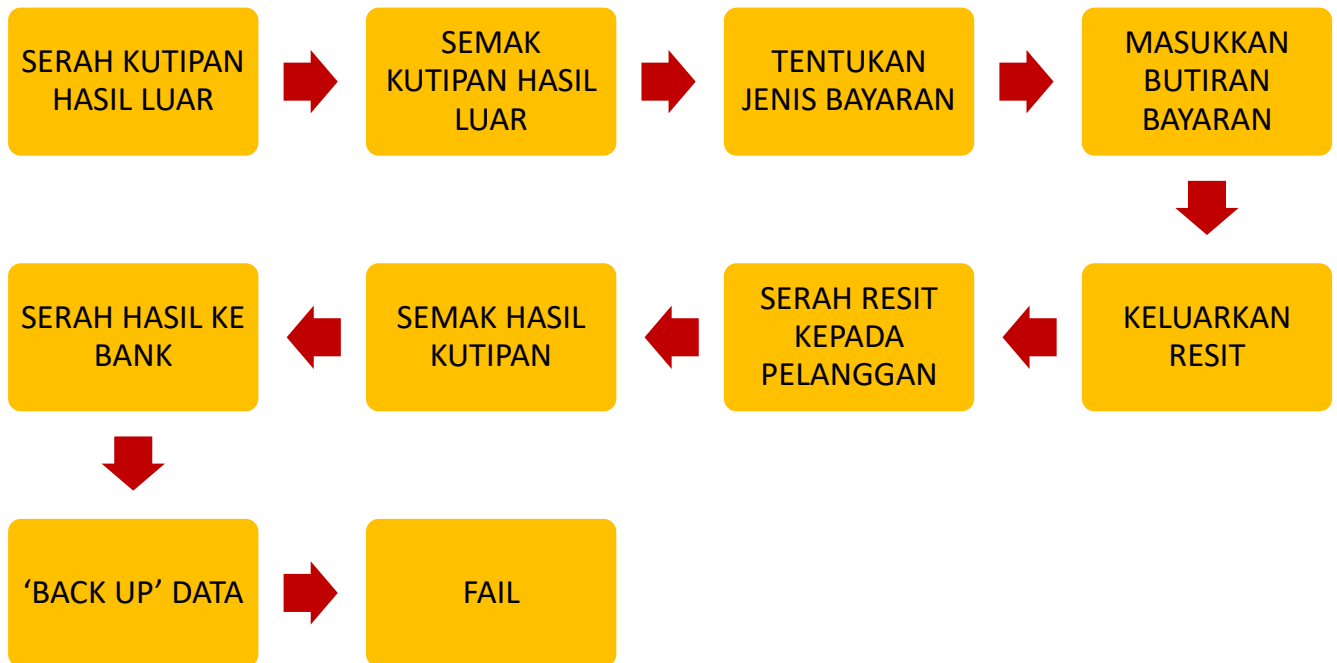 SERAH KUTIPAN
HASIL LUAR
SEMAK
KUTIPAN HASIL
LUAR
TENTUKAN
JENIS BAYARAN
MASUKKAN
BUTIRAN
BAYARAN
KELUARKAN
RESIT
SERAH RESIT
KEPADA
PELANGGAN
SEMAK HASIL
KUTIPAN
SERAH HASIL KE
BANK
‘BACK UP’ DATA
FAIL